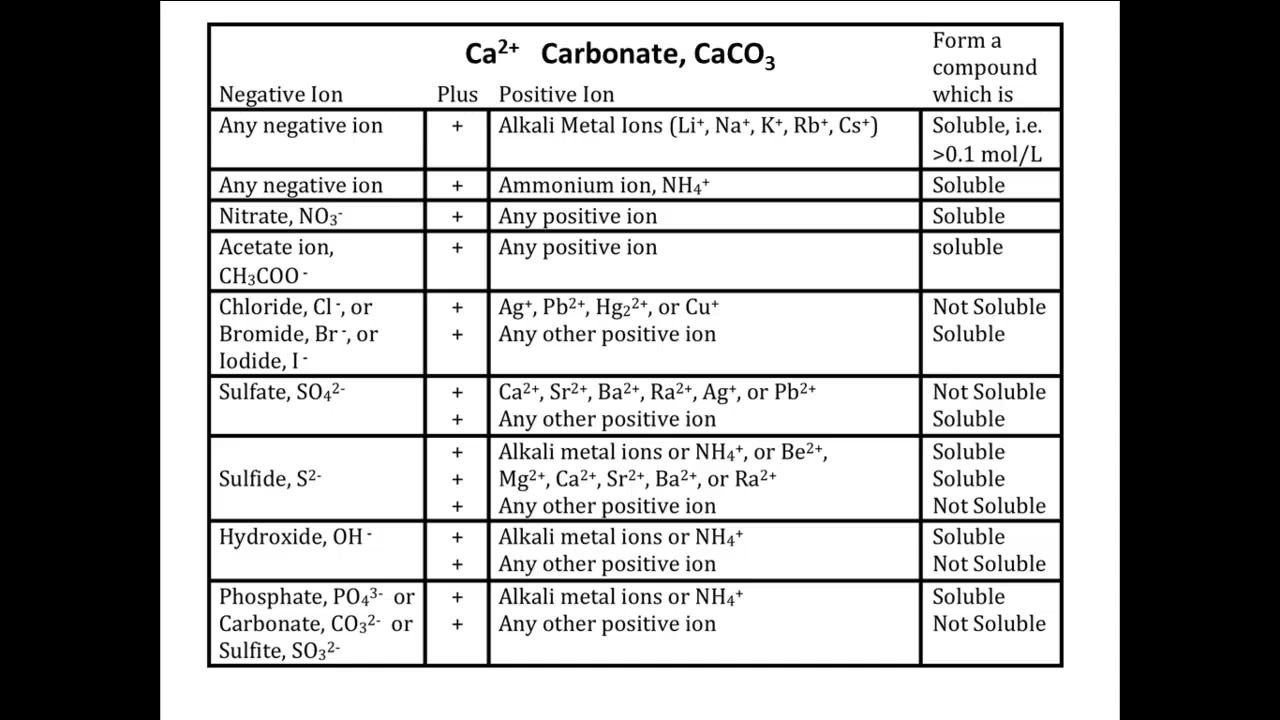 Ca²⁺ Carbonate, CaCO₃
Form a
compound
which is
Negative Ion Plus Positive Ion
Any negative ion + Alkali Metal Ions (Li⁺, Na⁺, K⁺, Rb⁺, Cs⁺) Soluble, i.e.
>0.1 mol/L
Any negative ion + Ammonium ion, NH₄⁺ Soluble
Nitrate, NO₃⁻ + Any positive ion Soluble
Acetate ion, + Any positive ion soluble
CH₃COO⁻
Chloride, Cl⁻, or + Ag⁺, Pb²⁺, Hg₂²⁺, or Cu⁺ Not Soluble
Bromide, Br⁻, or + Any other positive ion Soluble
Iodide, I⁻
Sulfate, SO₄²⁻ + Ca²⁺, Sr²⁺, Ba²⁺, Ra²⁺, Ag⁺, or Pb²⁺ Not Soluble
+ Any other positive ion Soluble
+ Alkali metal ions or NH₄⁺, or Be²⁺, Soluble
Sulfide, S²⁻ + Mg²⁺, Ca²⁺, Sr²⁺, Ba²⁺, or Ra²⁺ Soluble
+ Any other positive ion Not Soluble
Hydroxide, OH⁻ + Alkali metal ions or NH₄⁺ Soluble
+ Any other positive ion Not Soluble
Phosphate, PO₄³⁻ or + Alkali metal ions or NH₄⁺ Soluble
Carbonate, CO₃²⁻ or + Any other positive ion Not Soluble
Sulfite, SO₃²⁻